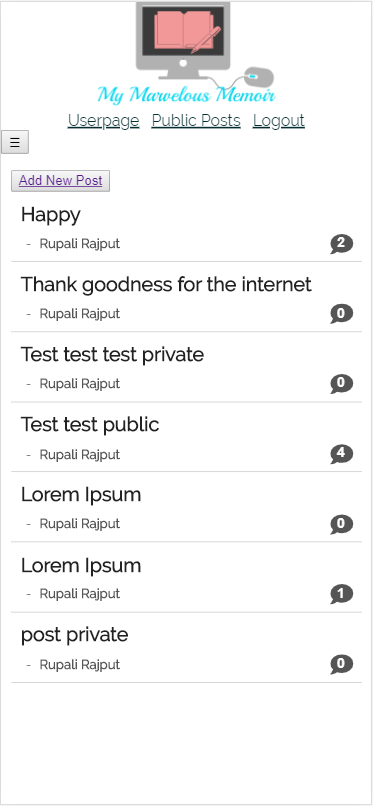 My Marvelous Memoir
Userpage Public Posts Logout
☰
Add New Post
Happy
- Rupali Rajput 2
Thank goodness for the internet
- Rupali Rajput 0
Test test test private
- Rupali Rajput 0
Test test public
- Rupali Rajput 4
Lorem Ipsum
- Rupali Rajput 0
Lorem Ipsum
- Rupali Rajput 1
post private
- Rupali Rajput 0